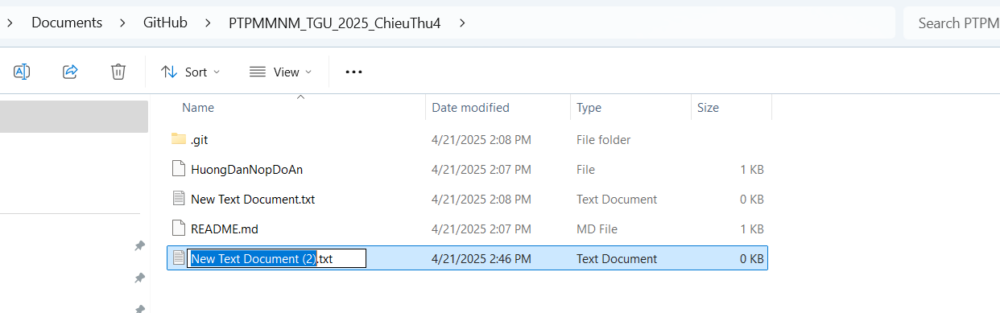 Documents > GitHub > PTPMMNM_TGU_2025_ChieuThu4 >
Search PTPM
A Sort View ...
Name Date modified Type Size
.git 4/21/2025 2:08 PM File folder
HuongDanNopDoAn 4/21/2025 2:07 PM File 1 KB
New Text Document.txt 4/21/2025 2:08 PM Text Document 0 KB
README.md 4/21/2025 2:07 PM MD File 1 KB
New Text Document (2).txt 4/21/2025 2:46 PM Text Document 0 KB